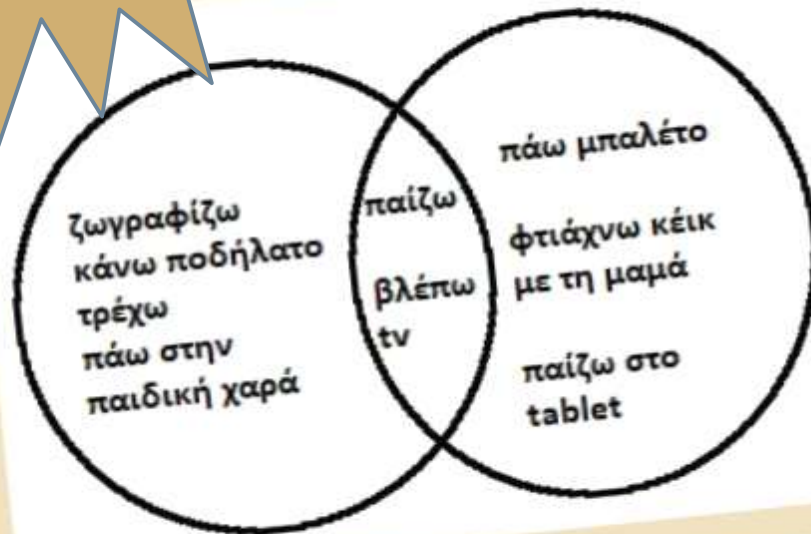 ζωγραφίζω
κάνω ποδήλατο
τρέχω
πάω στην
παιδική χαρά
παίζω
βλέπω
tv
πάω μπαλέτο
φτιάχνω κέικ
με τη μαμά
παίζω στο
tablet